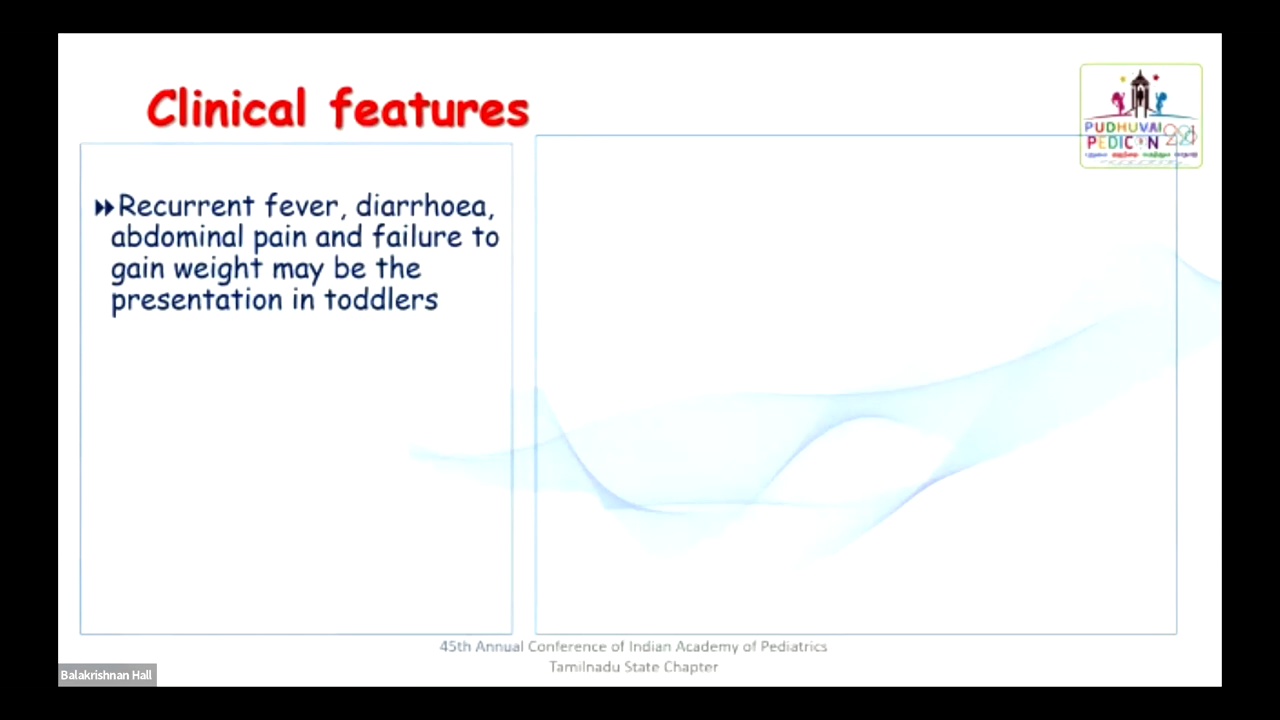 Clinical features
PUDHUVAI
PEDICON 2021
Recurrent fever, diarrhoea,
abdominal pain and failure to
gain weight may be the
presentation in toddlers
45th Annual Conference of Indian Academy of Pediatrics
Tamilnadu State Chapter
Balakrishnan Hall